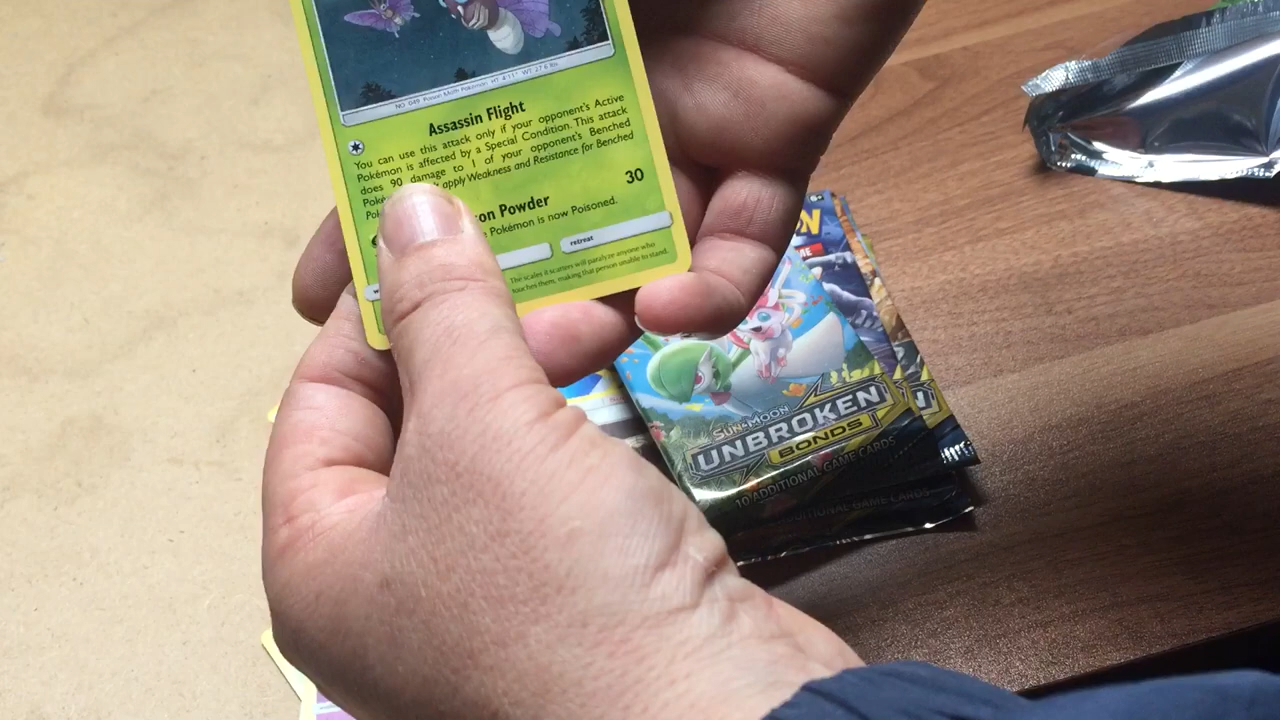 NO. 049 Poison Moth Pokémon HT: 4'11" WT: 27.6 lbs.
Assassin Flight
You can use this attack only if your opponent's Active
Pokémon is affected by a Special Condition. This attack
does 90 damage to 1 of your opponent's Benched
apply Weakness and Resistance for Benched
30
Powder
Pokémon is now Poisoned.
retreat
The scales it scatters will paralyze anyone who
touches them, making that person unable to stand.
SUN & MOON
UNBROKEN
BONDS
10 ADDITIONAL GAME CARDS
ADDITIONAL GAME CARDS